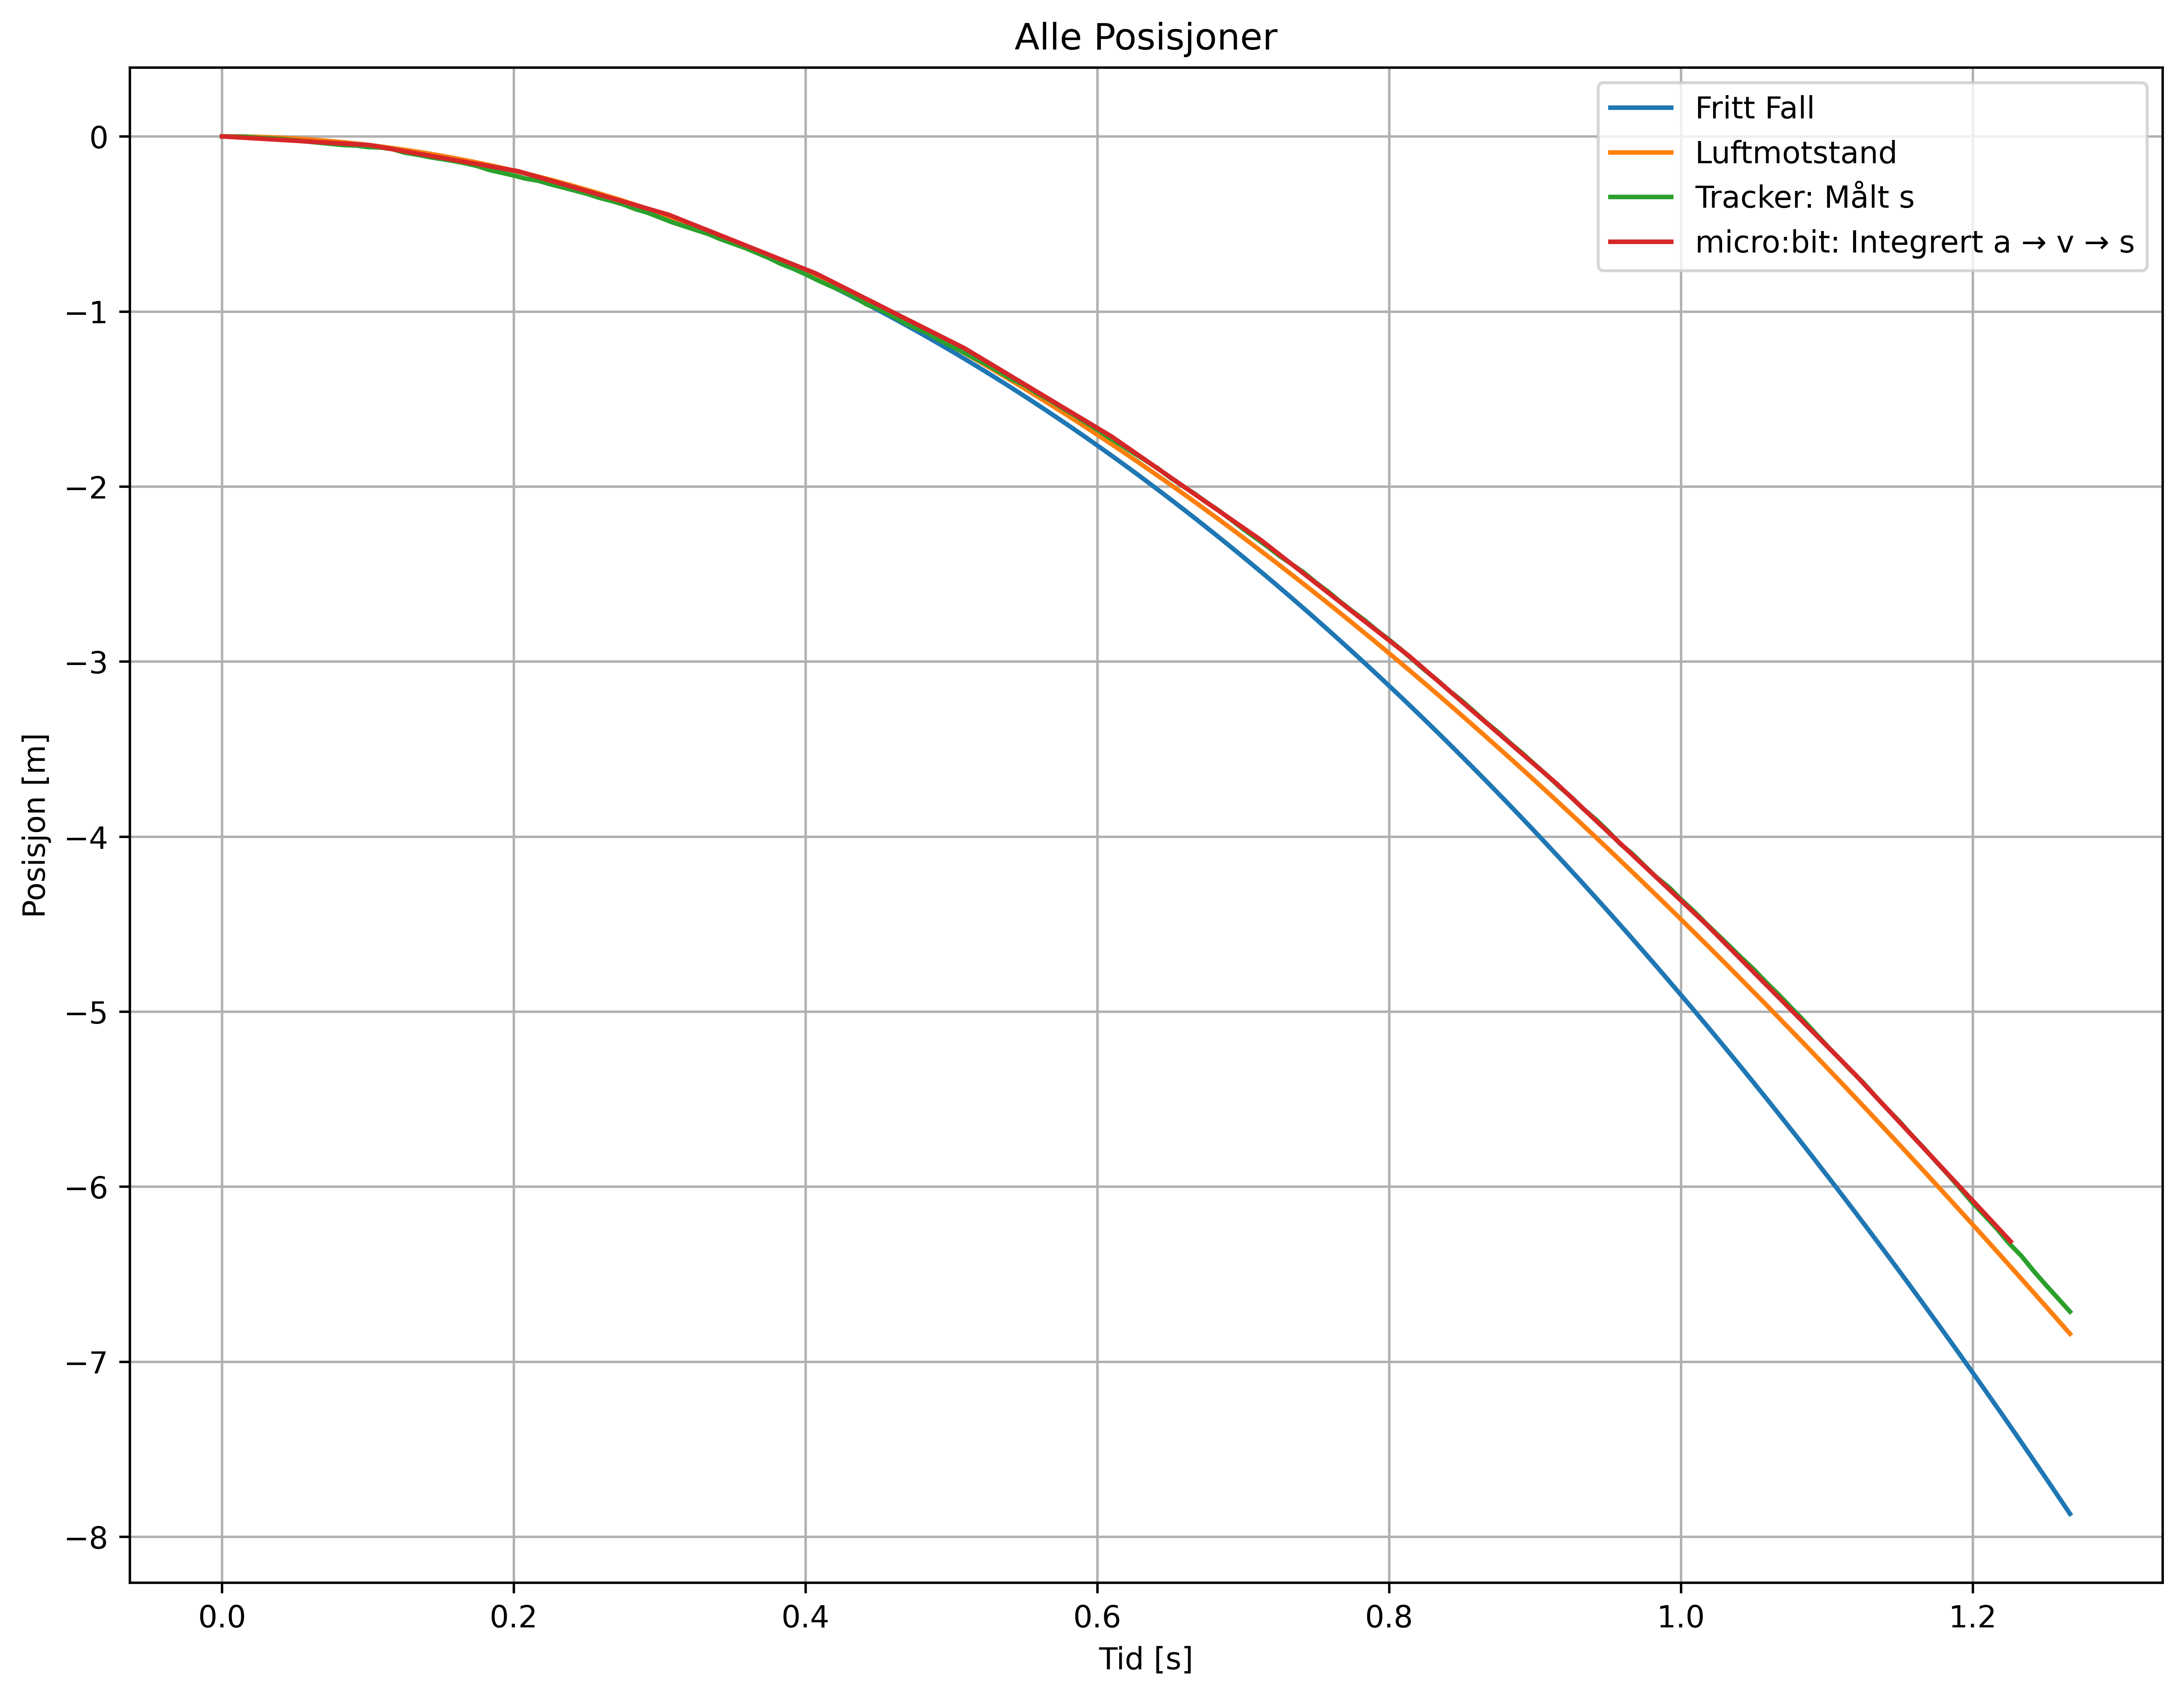 Alle Posisjoner
Fritt Fall
Luftmotstand
Tracker: Målt s
micro:bit: Integrert a → v → s
Posisjon [m]
0
−1
−2
−3
−4
−5
−6
−7
−8
0.0 0.2 0.4 0.6 0.8 1.0 1.2
Tid [s]